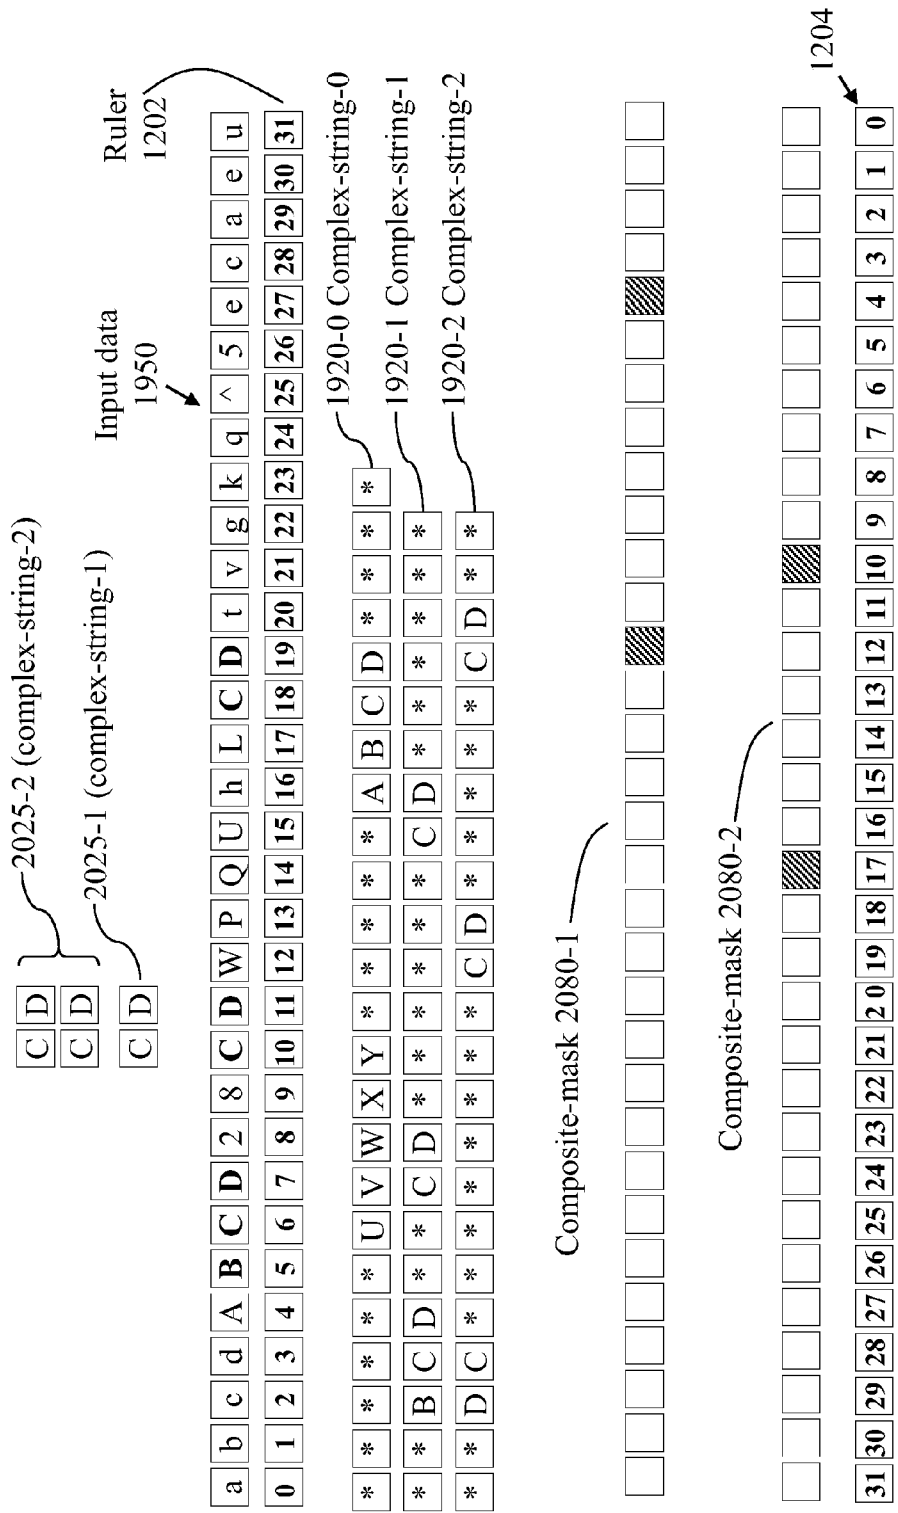 C D
C D
2025-2 (complex-string-2)
C D
2025-1 (complex-string-1)
Input data
1950
Ruler
1202
a b c d A B C D 2 8 C D W P Q U h L C D t v g k q ^ 5 e c a e u
0 1 2 3 4 5 6 7 8 9 10 11 12 13 14 15 16 17 18 19 20 21 22 23 24 25 26 27 28 29 30 31
* * * * * * U V W X Y * * * * * A B C D * * * *
1920-0 Complex-string-0
* * B C D * * C D * * * * * * C D * * * * * *
1920-1 Complex-string-1
* * D C * * * * * * * * C D * * * * * C D * *
1920-2 Complex-string-2
Composite-mask 2080-1
Composite-mask 2080-2
1204
31 30 29 28 27 26 25 24 23 22 21 20 19 18 17 16 15 14 13 12 11 10 9 8 7 6 5 4 3 2 1 0